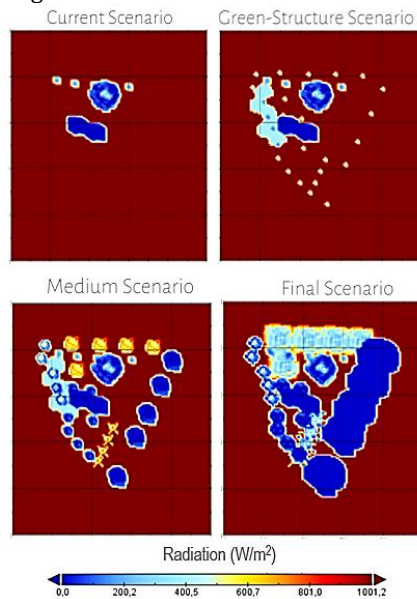 Current Scenario
Green-Structure Scenario
Medium Scenario
Final Scenario
Radiation (W/m²)
0,0 200,2 400,5 600,7 801,0 1001,2